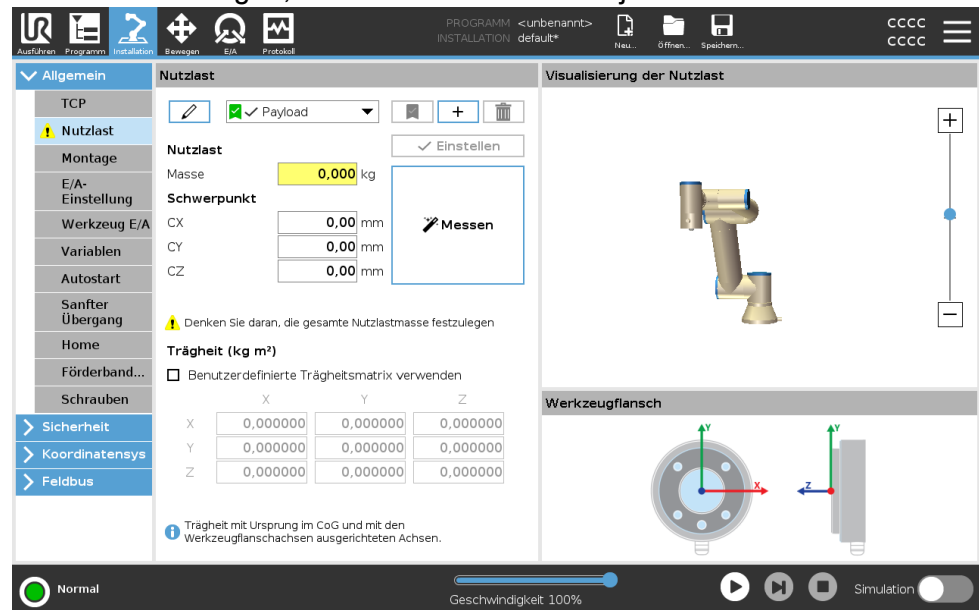 PROGRAMM <unbenannt>
INSTALLATION default*
CCCC
CCCC
Ausführen Programm Installation Bewegen E/A Protokoll Neu... Öffnen... Speichern...
Allgemein
TCP
Nutzlast
Montage
E/A-
Einstellung
Werkzeug E/A
Variablen
Autostart
Sanfter
Übergang
Home
Förderband...
Schrauben
Sicherheit
Koordinatensys
Feldbus
Nutzlast
Payload
Nutzlast
Einstellen
Masse 0,000 kg
Schwerpunkt
CX 0,00 mm
CY 0,00 mm
CZ 0,00 mm
Messen
Denken Sie daran, die gesamte Nutzlastmasse festzulegen
Trägheit (kg m²)
Benutzerdefinierte Trägheitsmatrix verwenden
X Y Z
X 0,000000 0,000000 0,000000
Y 0,000000 0,000000 0,000000
Z 0,000000 0,000000 0,000000
Trägheit mit Ursprung im CoG und mit den
Werkzeugflanschachsen ausgerichteten Achsen.
Visualisierung der Nutzlast
Werkzeugflansch
Y Y
X Z
Normal
Geschwindigkeit 100%
Simulation